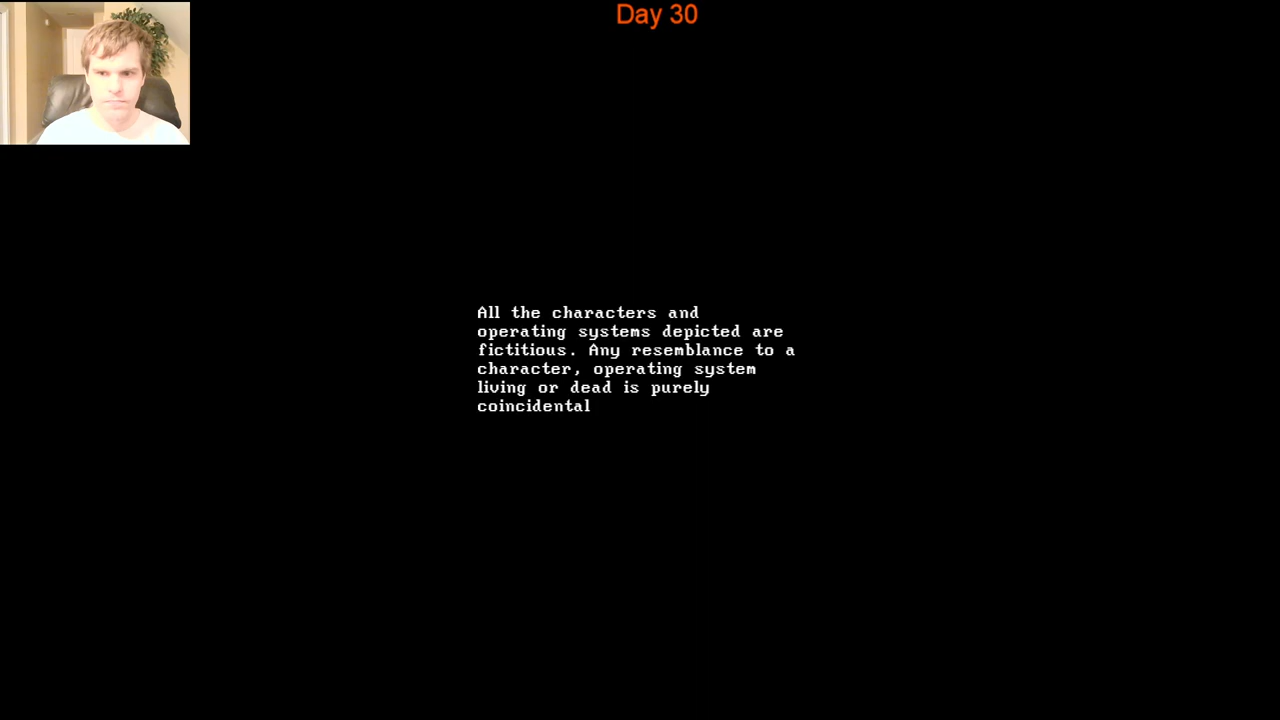 Day 30
All the characters and
operating systems depicted are
fictitious. Any resemblance to a
character, operating system
living or dead is purely
coincidental